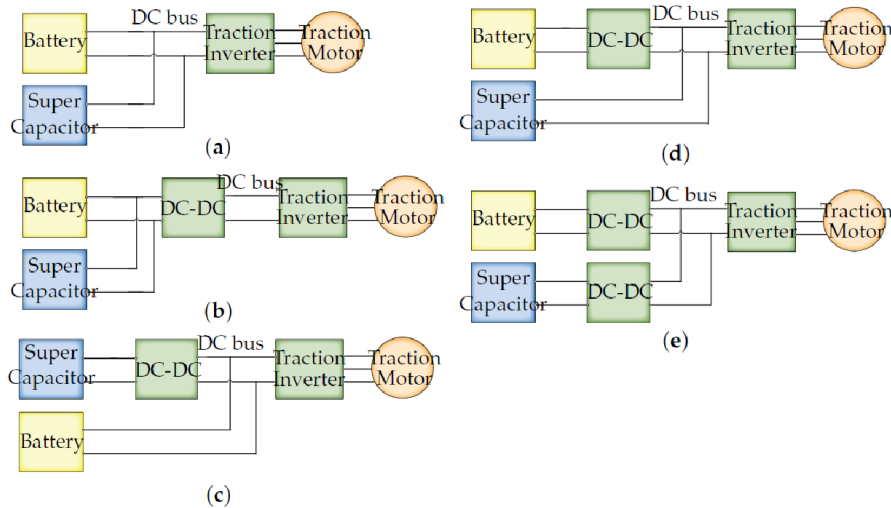 DC bus
Battery
Traction
Inverter
Traction
Motor
Super
Capacitor
(a)
DC bus
Battery
DC-DC
Traction
Inverter
Traction
Motor
Super
Capacitor
(b)
DC bus
Super
Capacitor
DC-DC
Traction
Inverter
Traction
Motor
Battery
(c)
DC bus
Battery
DC-DC
Traction
Inverter
Traction
Motor
Super
Capacitor
(d)
DC bus
Battery
DC-DC
Traction
Inverter
Traction
Motor
Super
Capacitor
DC-DC
(e)